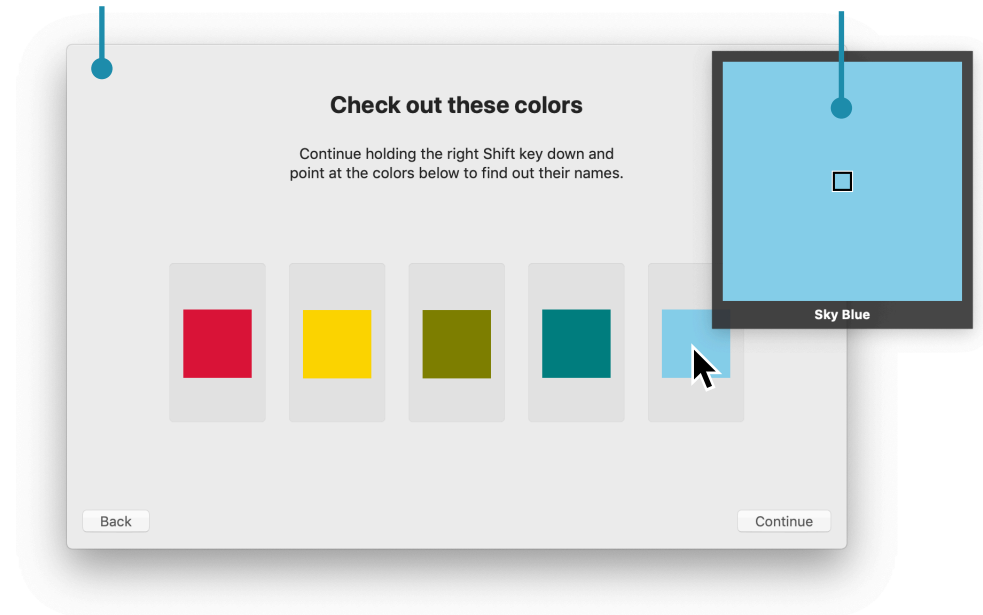 Check out these colors
Continue holding the right Shift key down and
point at the colors below to find out their names.
Sky Blue
Back
Continue